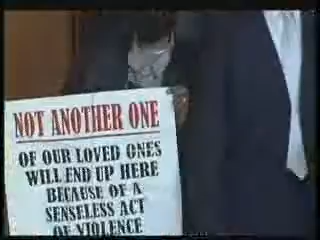 NOT ANOTHER ONE
OF OUR LOVED ONES
WILL END UP HERE
BECAUSE OF A
SENSELESS ACT
OF VIOLENCE